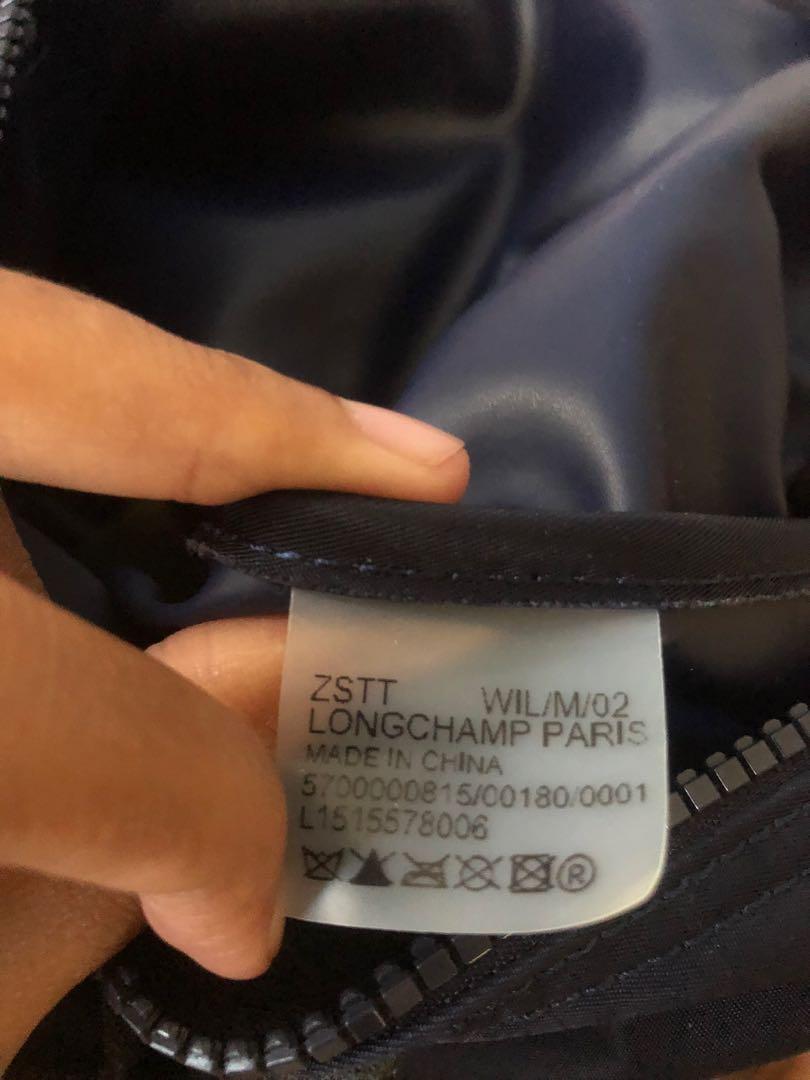 ZSTT WIL/M/02
LONGCHAMP PARIS
MADE IN CHINA
5700000815/00180/0001
L1515578006
®